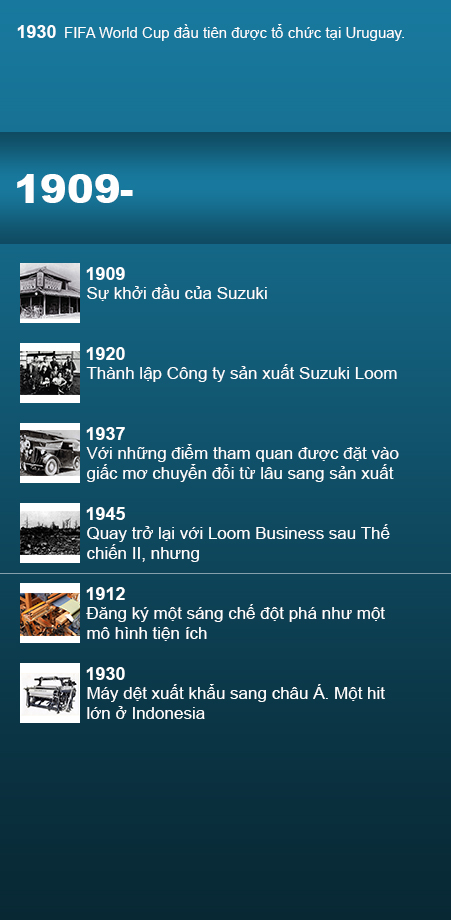 1930 FIFA World Cup đầu tiên được tổ chức tại Uruguay.
1909-
1909
Sự khởi đầu của Suzuki
1920
Thành lập Công ty sản xuất Suzuki Loom
1937
Với những điểm tham quan được đặt vào
giấc mơ chuyển đổi từ lâu sang sản xuất
1945
Quay trở lại với Loom Business sau Thế
chiến II, nhưng
1912
Đăng ký một sáng chế đột phá như một
mô hình tiện ích
1930
Máy dệt xuất khẩu sang châu Á. Một hit
lớn ở Indonesia